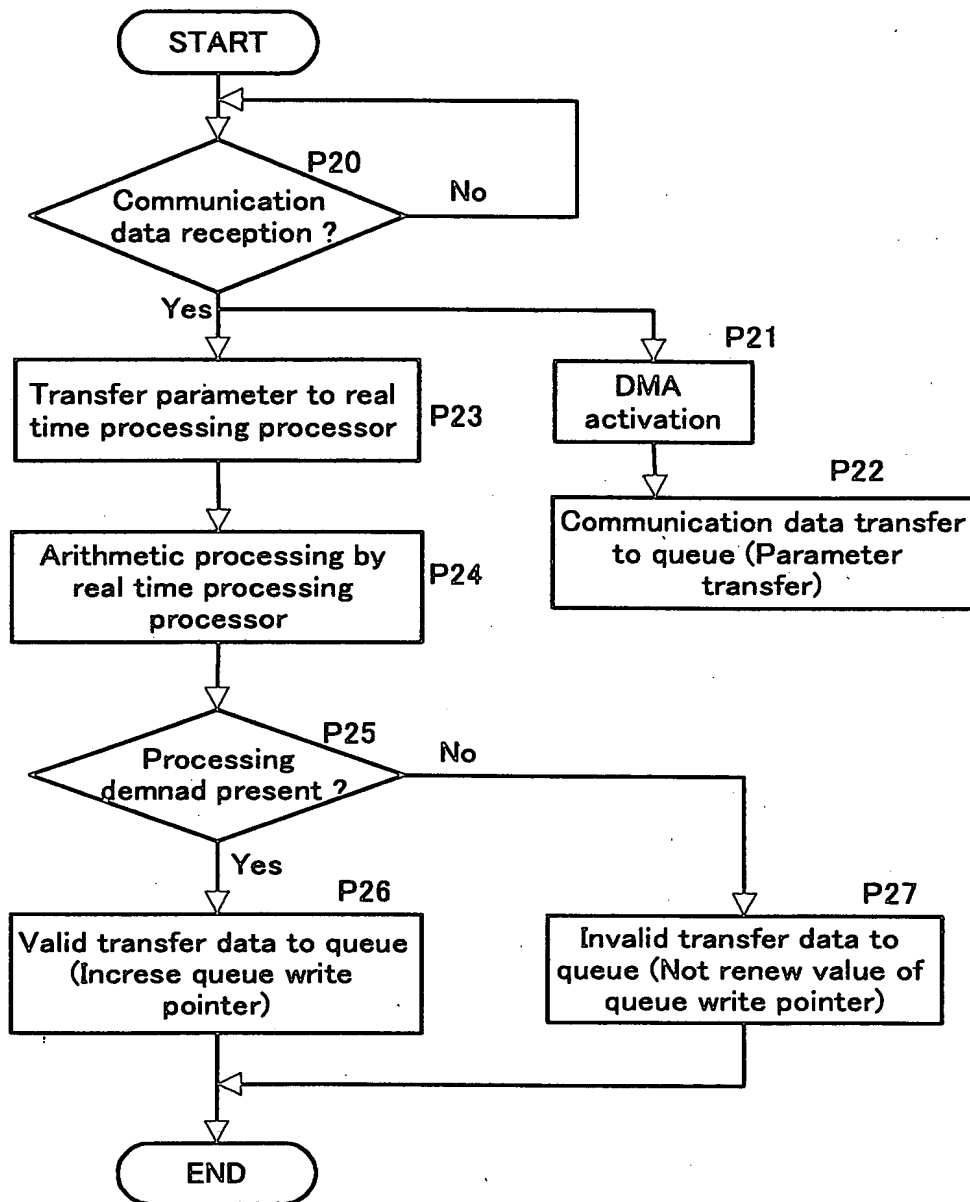 START
P20
Communication
data reception ?
No
Yes
P21
DMA
activation
Transfer parameter to real
time processing processor
P23
P22
Communication data transfer
to queue (Parameter
transfer)
Arithmetic processing by
real time processing
processor
P24
P25
Processing
demnad present ?
No
Yes
P26
Valid transfer data to queue
(Increse queue write
pointer)
P27
Invalid transfer data to
queue (Not renew value of
queue write pointer)
END